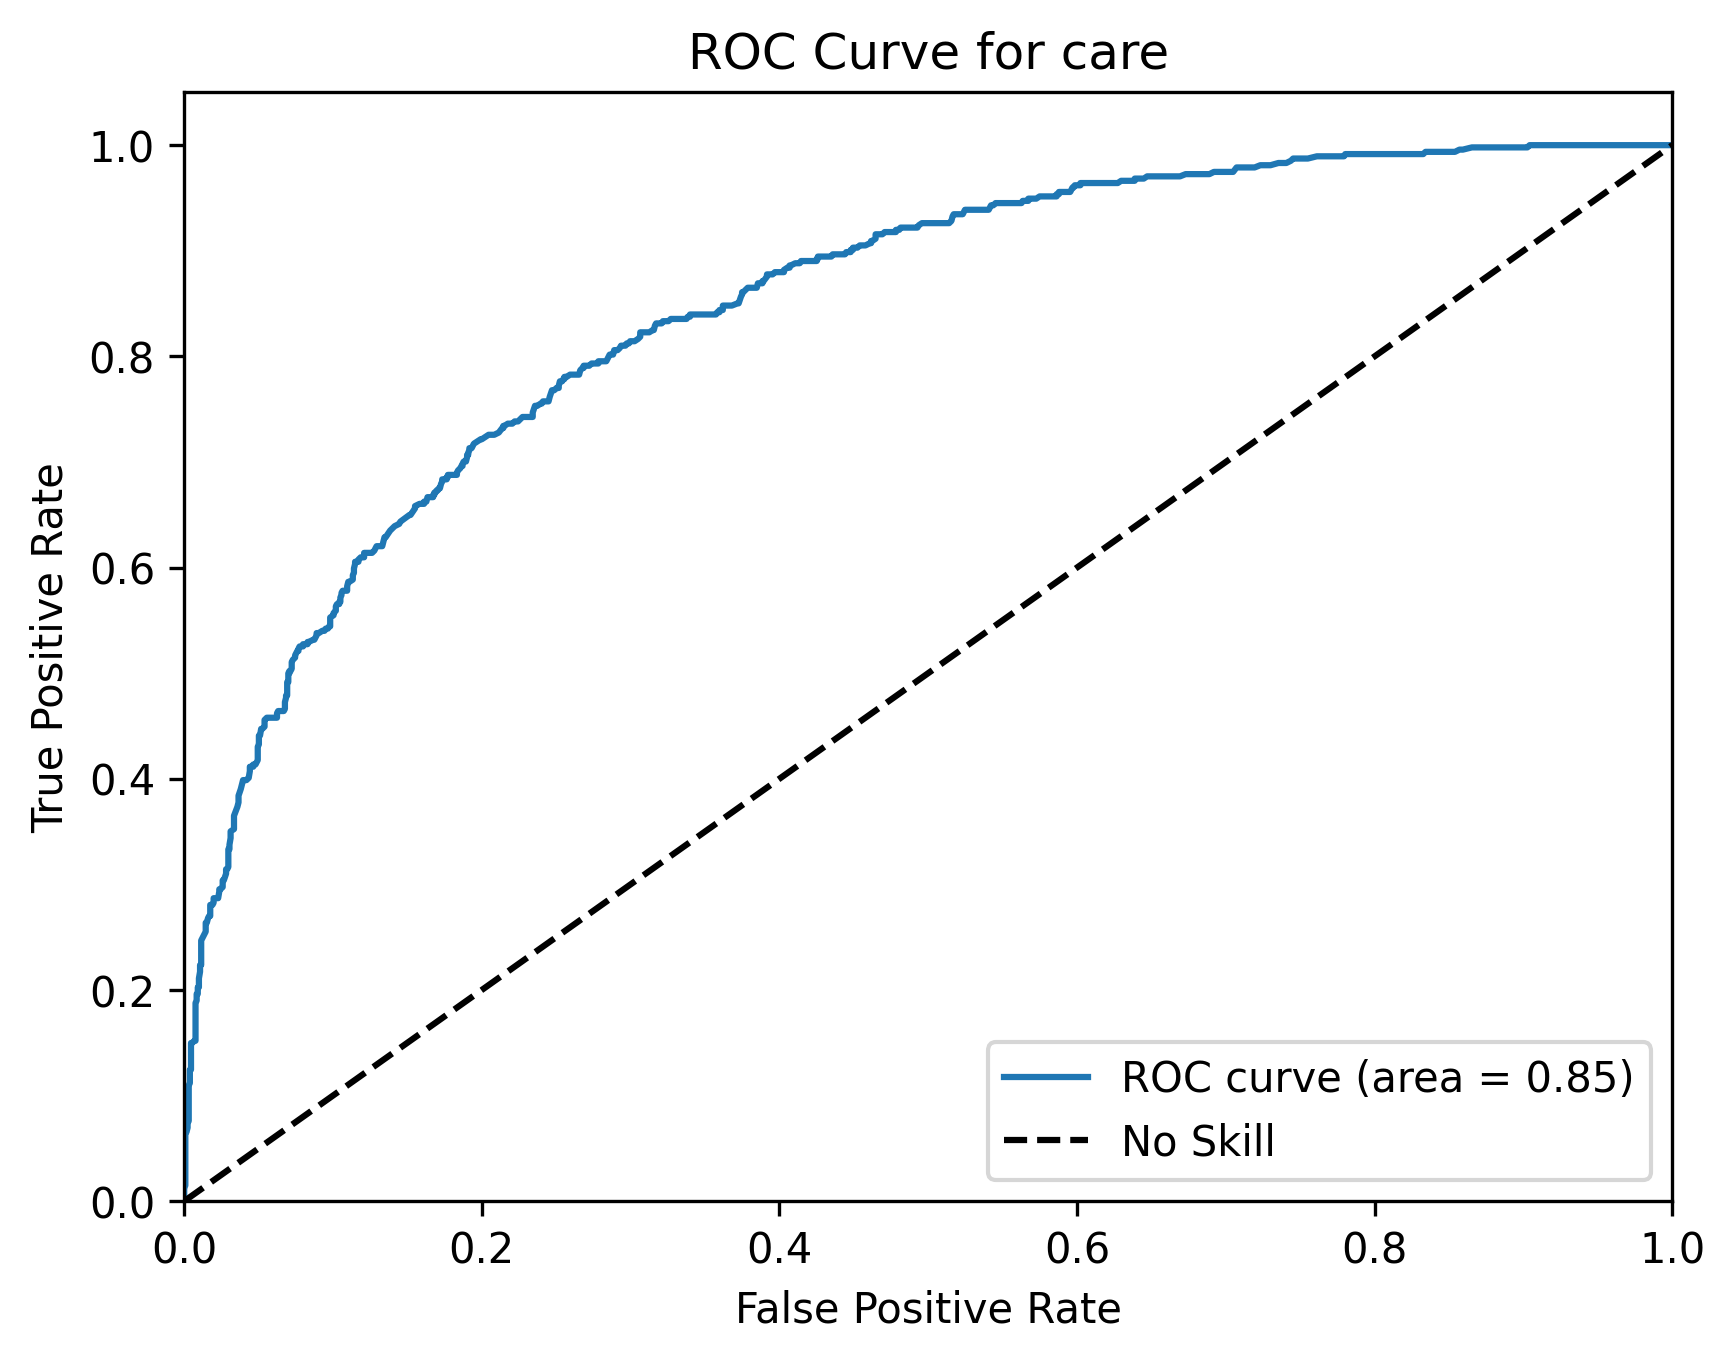 ROC Curve for care
1.0
0.8
0.6
0.4
0.2
0.0
True Positive Rate
ROC curve (area = 0.85)
No Skill
0.0 0.2 0.4 0.6 0.8 1.0
False Positive Rate